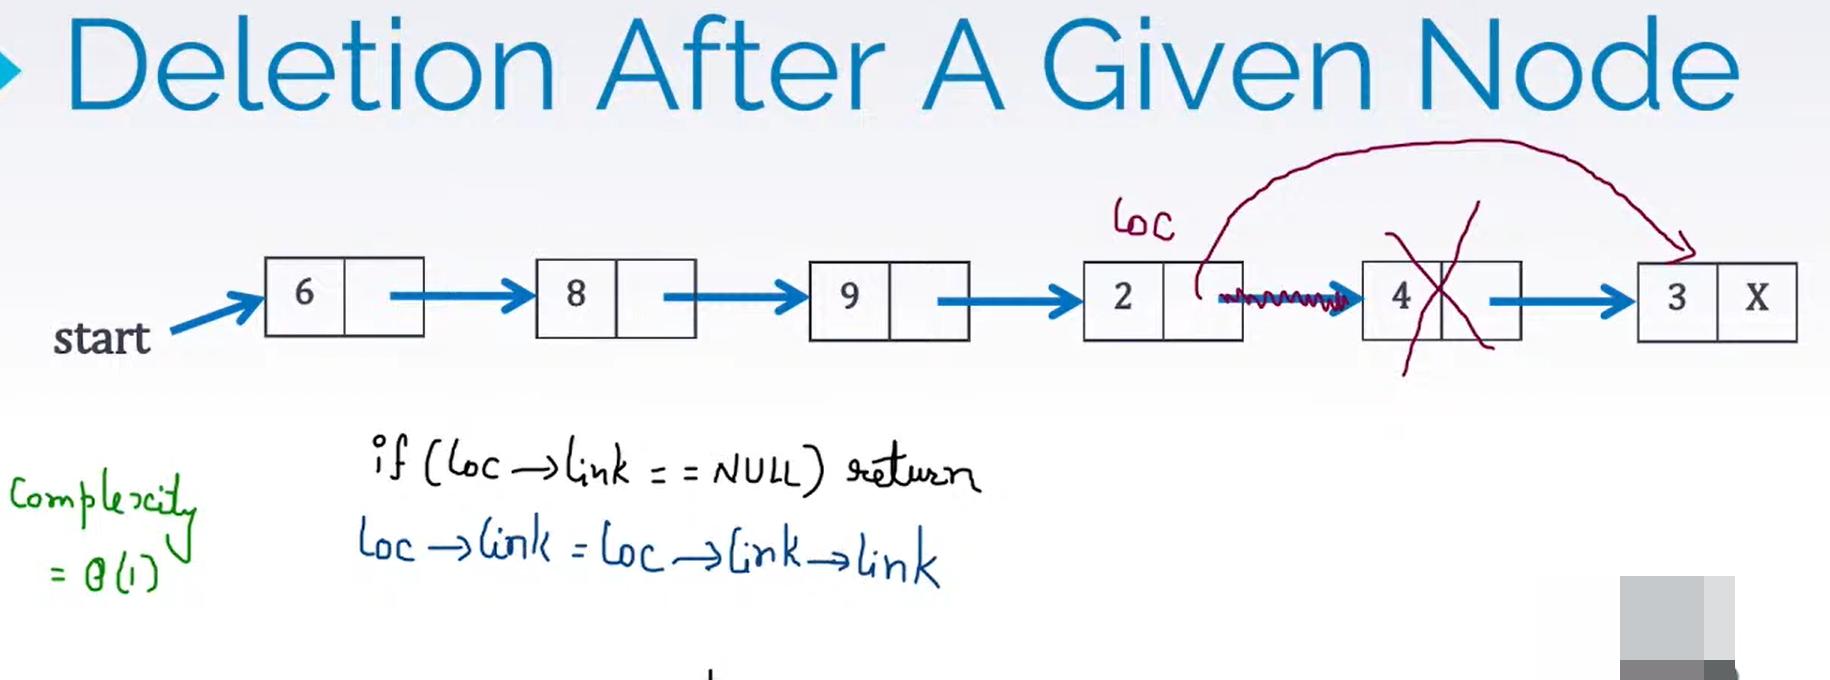 Deletion After A Given Node
Loc
6 8 9 2 4 3 X
start
if (Loc → link == NULL) return
Loc → link = Loc → link → link
Complexity
= θ(1)